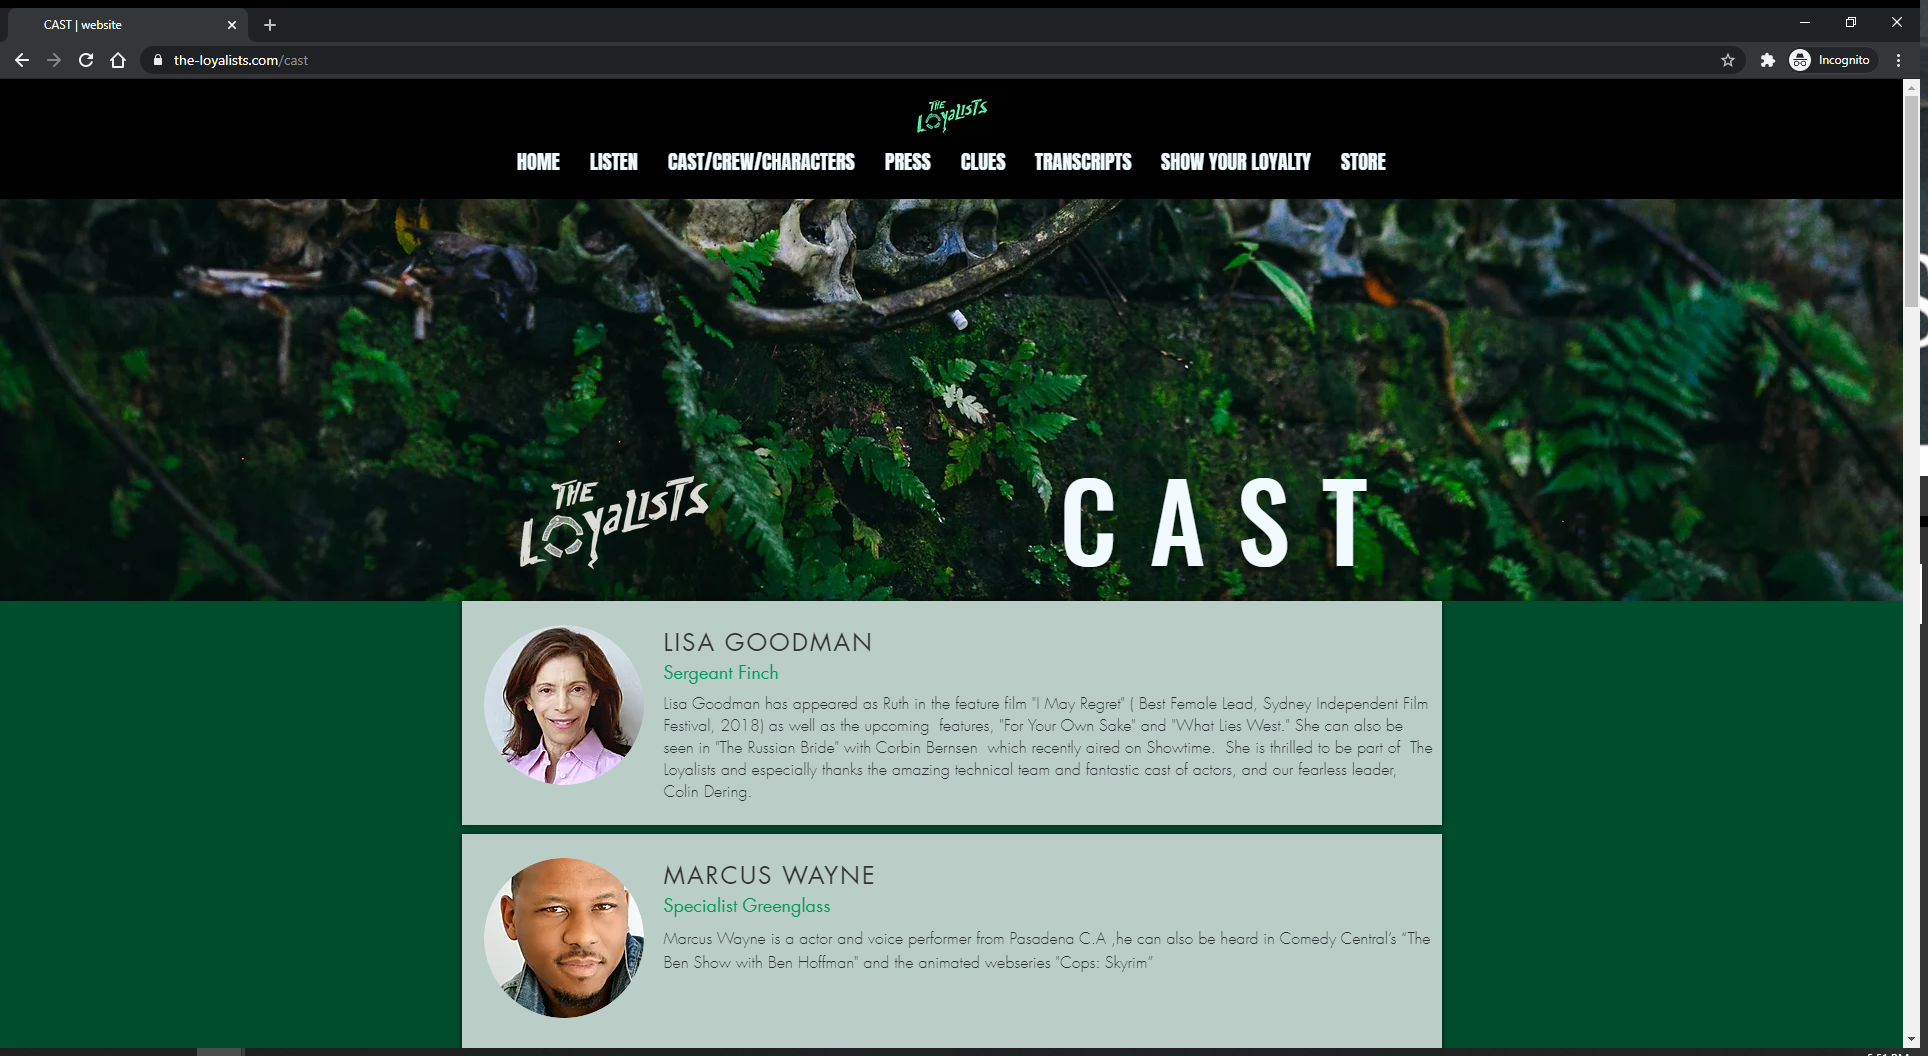 CAST | website
the-loyalists.com/cast
Incognito
THE LOYALISTS
HOME LISTEN CAST/CREW/CHARACTERS PRESS CLUES TRANSCRIPTS SHOW YOUR LOYALTY STORE
THE LOYALISTS
CAST
LISA GOODMAN
Sergeant Finch
Lisa Goodman has appeared as Ruth in the feature film "I May Regret" ( Best Female Lead, Sydney Independent Film
Festival, 2018) as well as the upcoming  features, "For Your Own Sake" and "What Lies West." She can also be
seen in "The Russian Bride" with Corbin Bernsen  which recently aired on Showtime.  She is thrilled to be part of  The
Loyalists and especially thanks the amazing technical team and fantastic cast of actors, and our fearless leader,
Colin Dering.
MARCUS WAYNE
Specialist Greenglass
Marcus Wayne is a actor and voice performer from Pasadena C.A ,he can also be heard in Comedy Central's "The
Ben Show with Ben Hoffman" and the animated webseries "Cops: Skyrim"